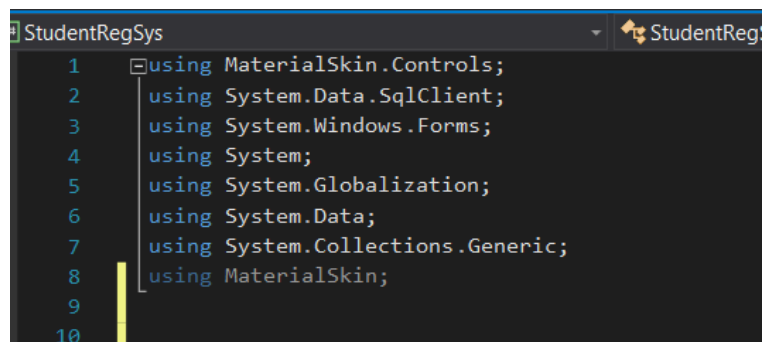 StudentRegSys StudentRegS
1 using MaterialSkin.Controls;
2 using System.Data.SqlClient;
3 using System.Windows.Forms;
4 using System;
5 using System.Globalization;
6 using System.Data;
7 using System.Collections.Generic;
8 using MaterialSkin;
9
10